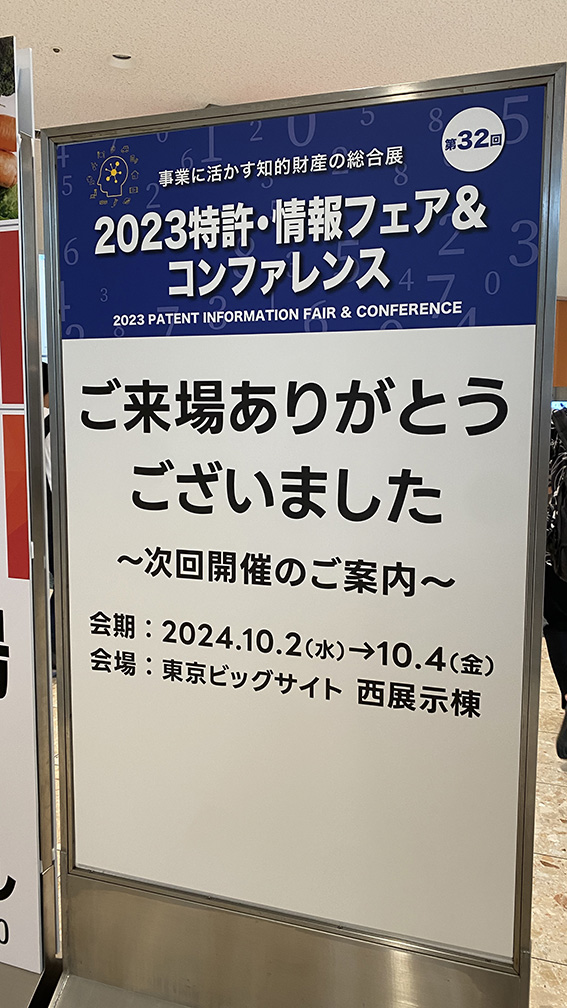 事業に活かす知的財産の総合展
第32回
2023特許・情報フェア&
コンファレンス
2023 PATENT INFORMATION FAIR & CONFERENCE
ご来場ありがとう
ございました
〜次回開催のご案内〜
会期：2024.10.2(水)→10.4(金)
会場：東京ビッグサイト 西展示棟